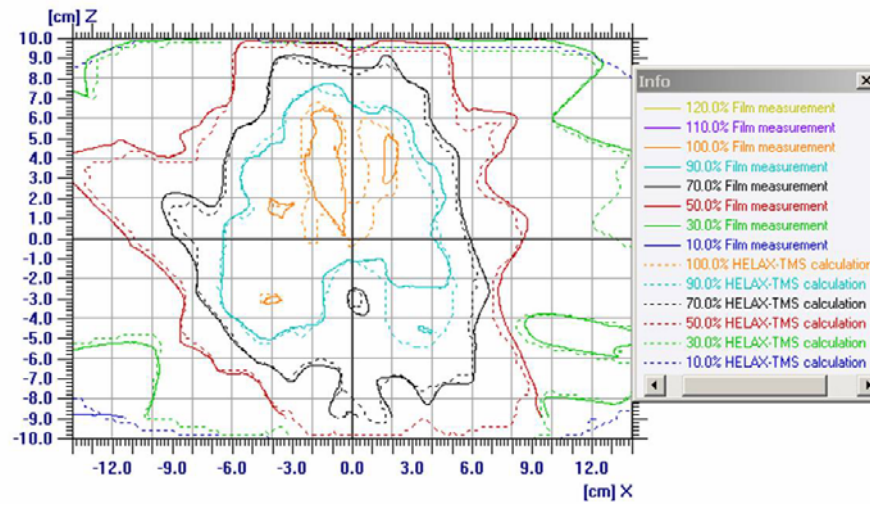 [cm] Z
10.0
9.0
8.0
7.0
6.0
5.0
4.0
3.0
2.0
1.0
0.0
-1.0
-2.0
-3.0
-4.0
-5.0
-6.0
-7.0
-8.0
-9.0
-10.0
-12.0 -9.0 -6.0 -3.0 0.0 3.0 6.0 9.0 12.0
[cm] X
Info
120.0% Film measurement
110.0% Film measurement
100.0% Film measurement
90.0% Film measurement
70.0% Film measurement
50.0% Film measurement
30.0% Film measurement
10.0% Film measurement
100.0% HELAX-TMS calculation
90.0% HELAX-TMS calculation
70.0% HELAX-TMS calculation
50.0% HELAX-TMS calculation
30.0% HELAX-TMS calculation
10.0% HELAX-TMS calculation